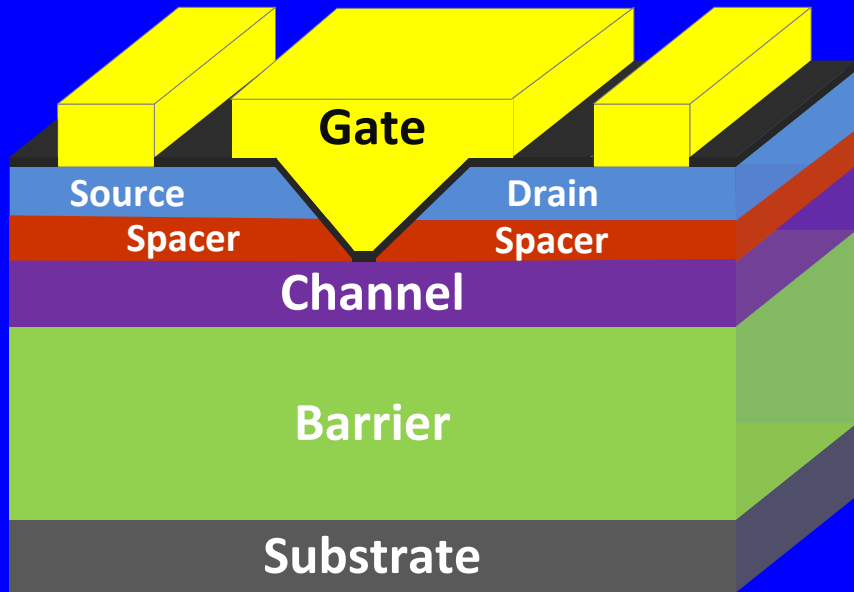 Gate
Source
Drain
Spacer
Spacer
Channel
Barrier
Substrate